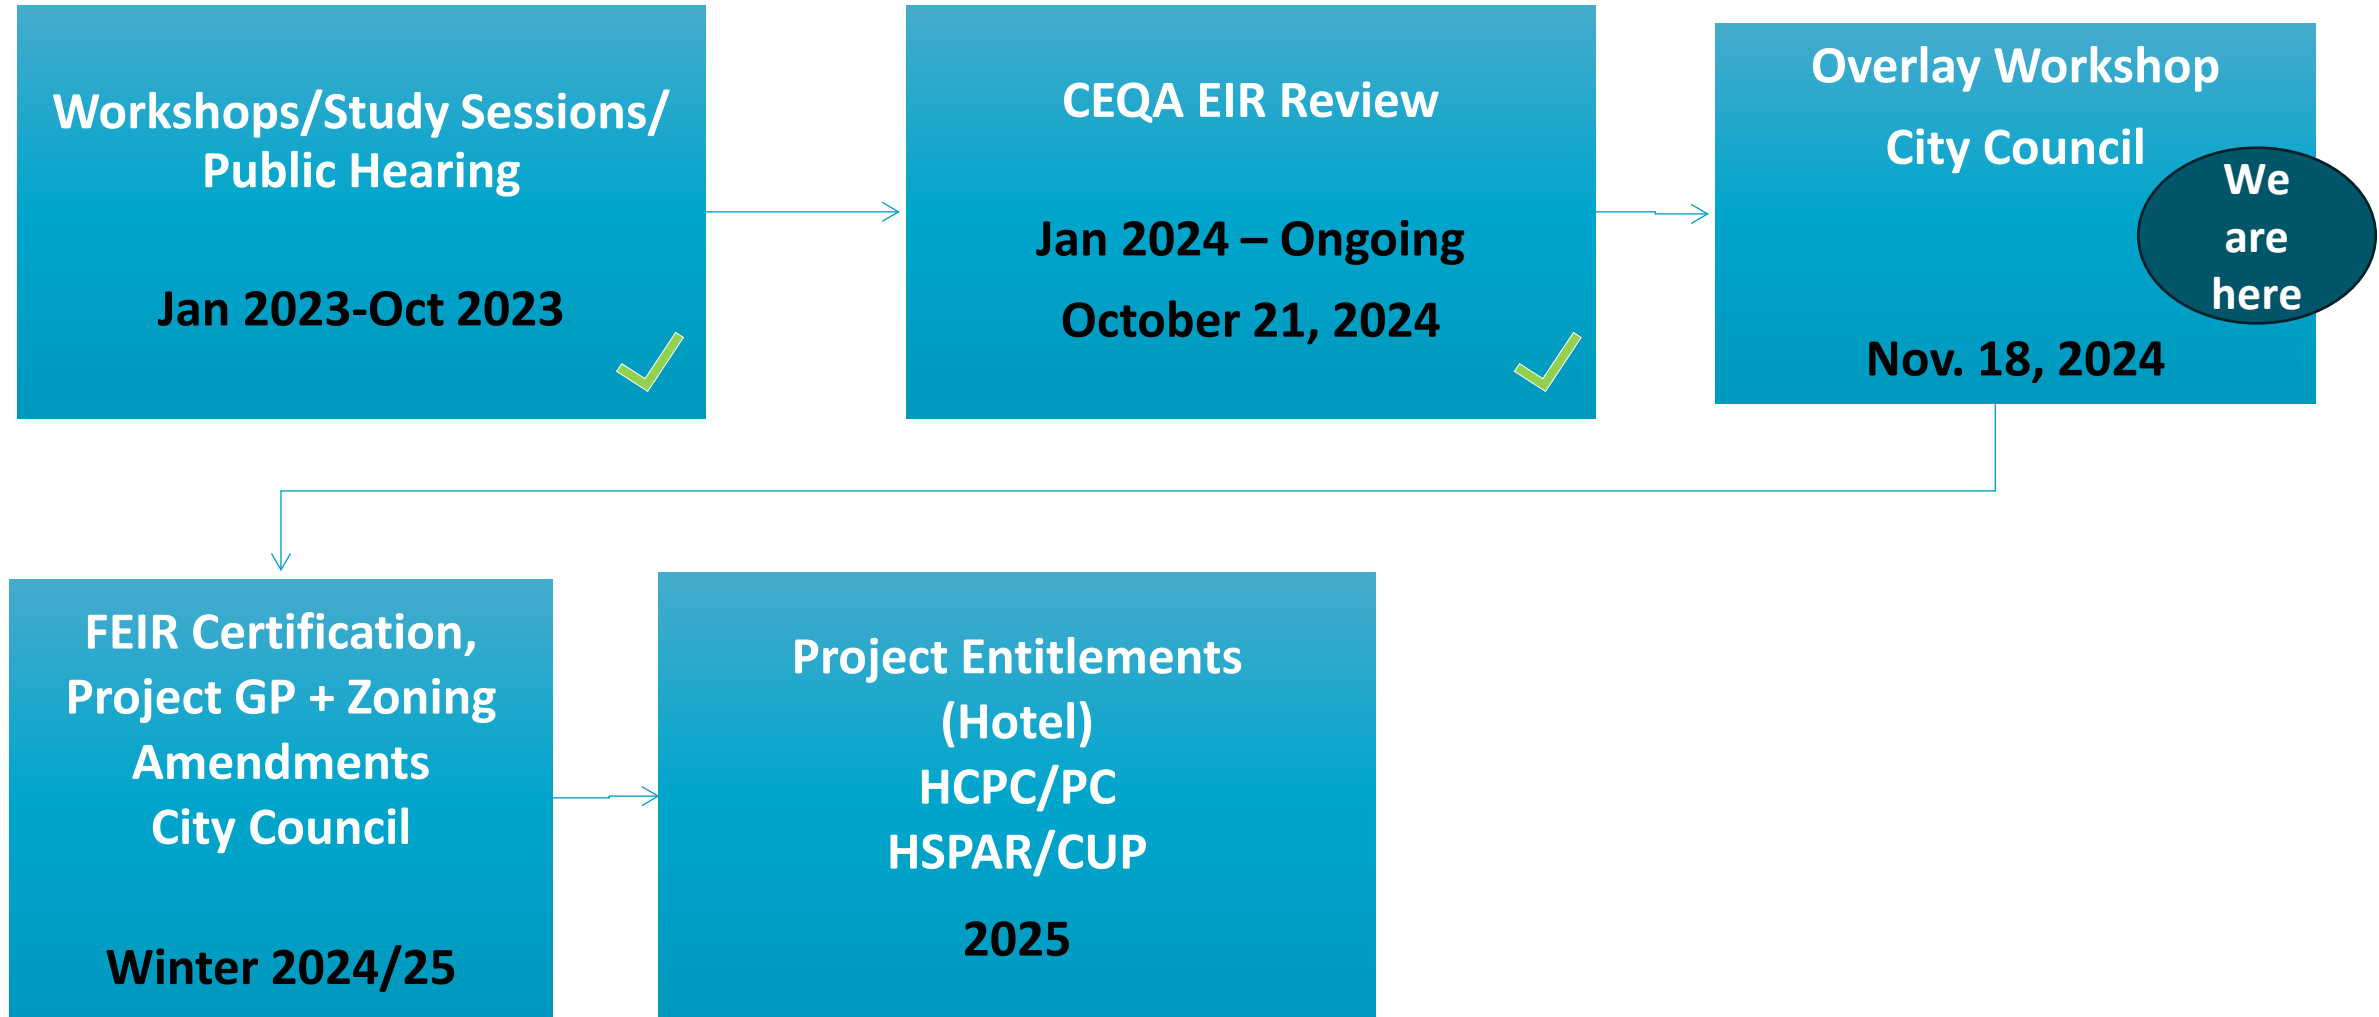 Workshops/Study Sessions/
Public Hearing
Jan 2023-Oct 2023
CEQA EIR Review
Jan 2024 – Ongoing
October 21, 2024
Overlay Workshop
City Council
Nov. 18, 2024
We
are
here
FEIR Certification,
Project GP + Zoning
Amendments
City Council
Winter 2024/25
Project Entitlements
(Hotel)
HCPC/PC
HSPAR/CUP
2025